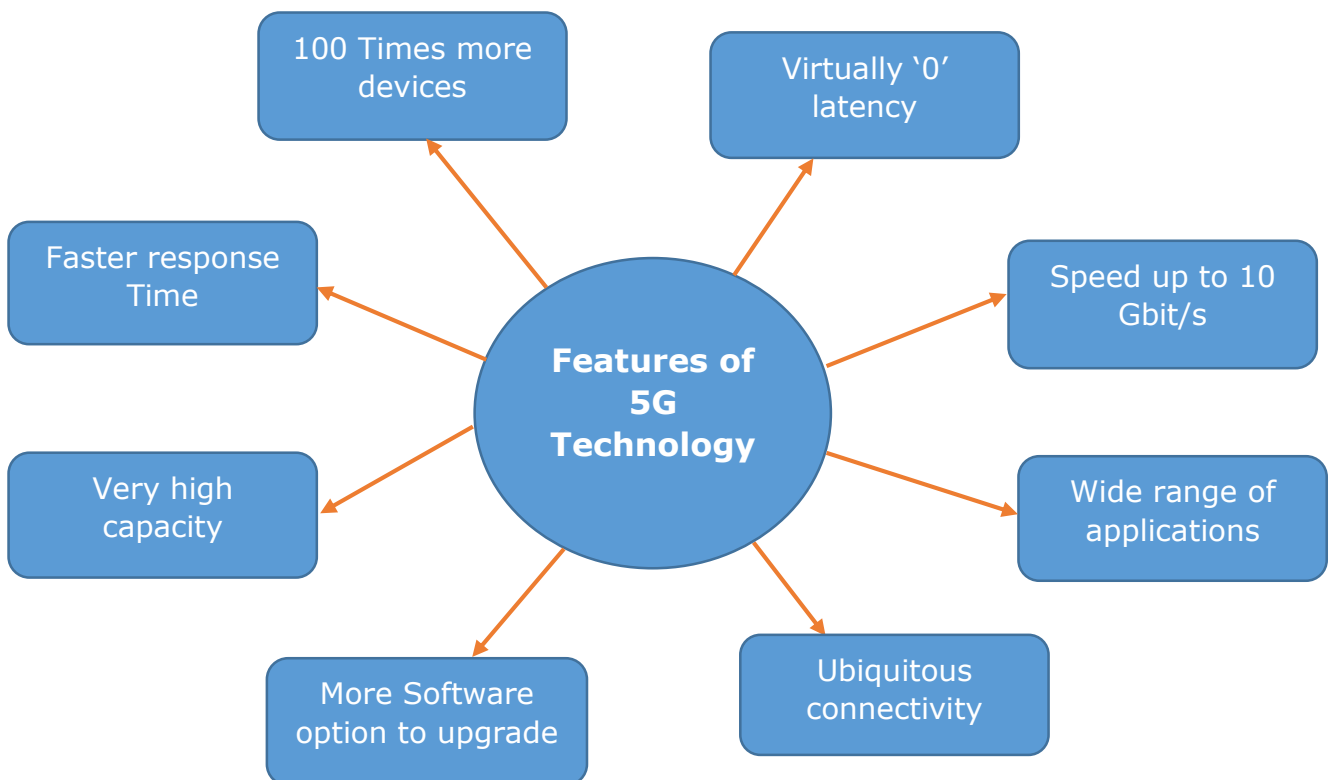 100 Times more
devices
Virtually ‘0’
latency
Faster response
Time
Speed up to 10
Gbit/s
Features of
5G
Technology
Very high
capacity
Wide range of
applications
More Software
option to upgrade
Ubiquitous
connectivity